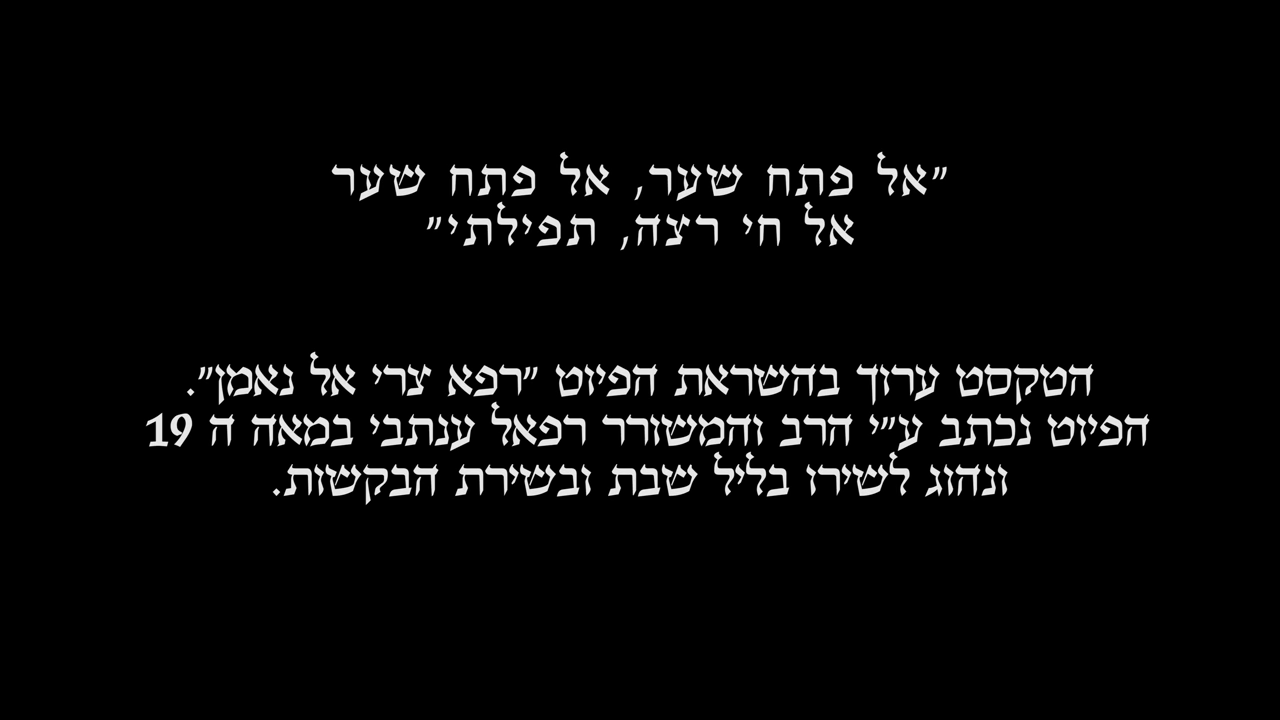 "אל פתח שער, אל פתח שער
אל חי רצה, תפילתי"
הטקסט ערוך בהשראת הפיוט "רפא צרי אל נאמן".
הפיוט נכתב ע"י הרב והמשורר רפאל ענתבי במאה ה 19
ונהוג לשירו בליל שבת ובשירת הבקשות.